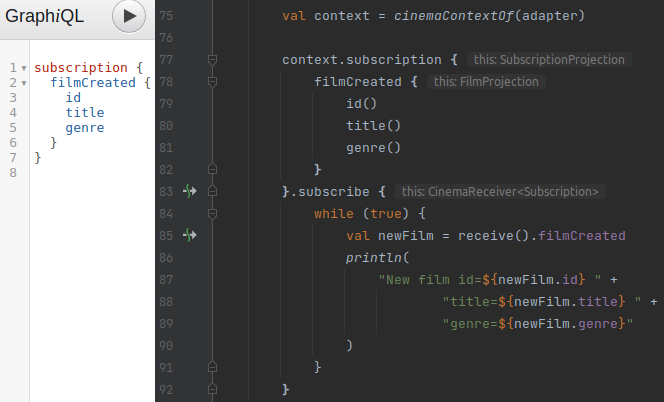 GraphiQL
1 subscription {
2 filmCreated {
3 id
4 title
5 genre
6 }
7 }
8
75 val context = cinemaContextOf(adapter)
76
77 context.subscription { this: SubscriptionProjection
78 filmCreated { this: FilmProjection
79 id()
80 title()
81 genre()
82 }
83 }.subscribe { this: CinemaReceiver<Subscription>
84 while (true) {
85 val newFilm = receive().filmCreated
86 println(
87 "New film id=${newFilm.id} " +
88 "title=${newFilm.title} " +
89 "genre=${newFilm.genre}"
90 )
91 }
92 }